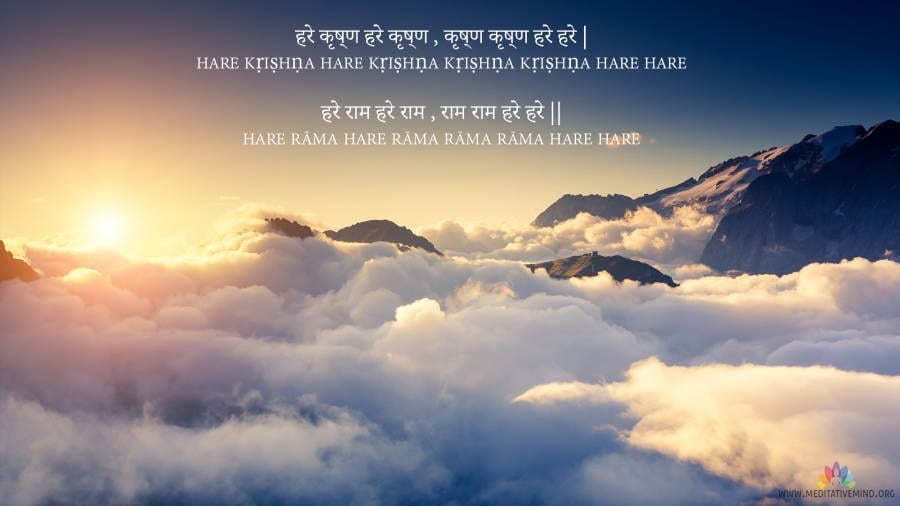 हरे कृष्ण हरे कृष्ण , कृष्ण कृष्ण हरे हरे |
HARE KṛIṣHṇA HARE KṛIṣHṇA KṛIṣHṇA KṛIṣHṇA HARE HARE
हरे राम हरे राम , राम राम हरे हरे ||
HARE RĀMA HARE RĀMA RĀMA RĀMA HARE HARE
WWW.MEDITATIVEMIND.ORG